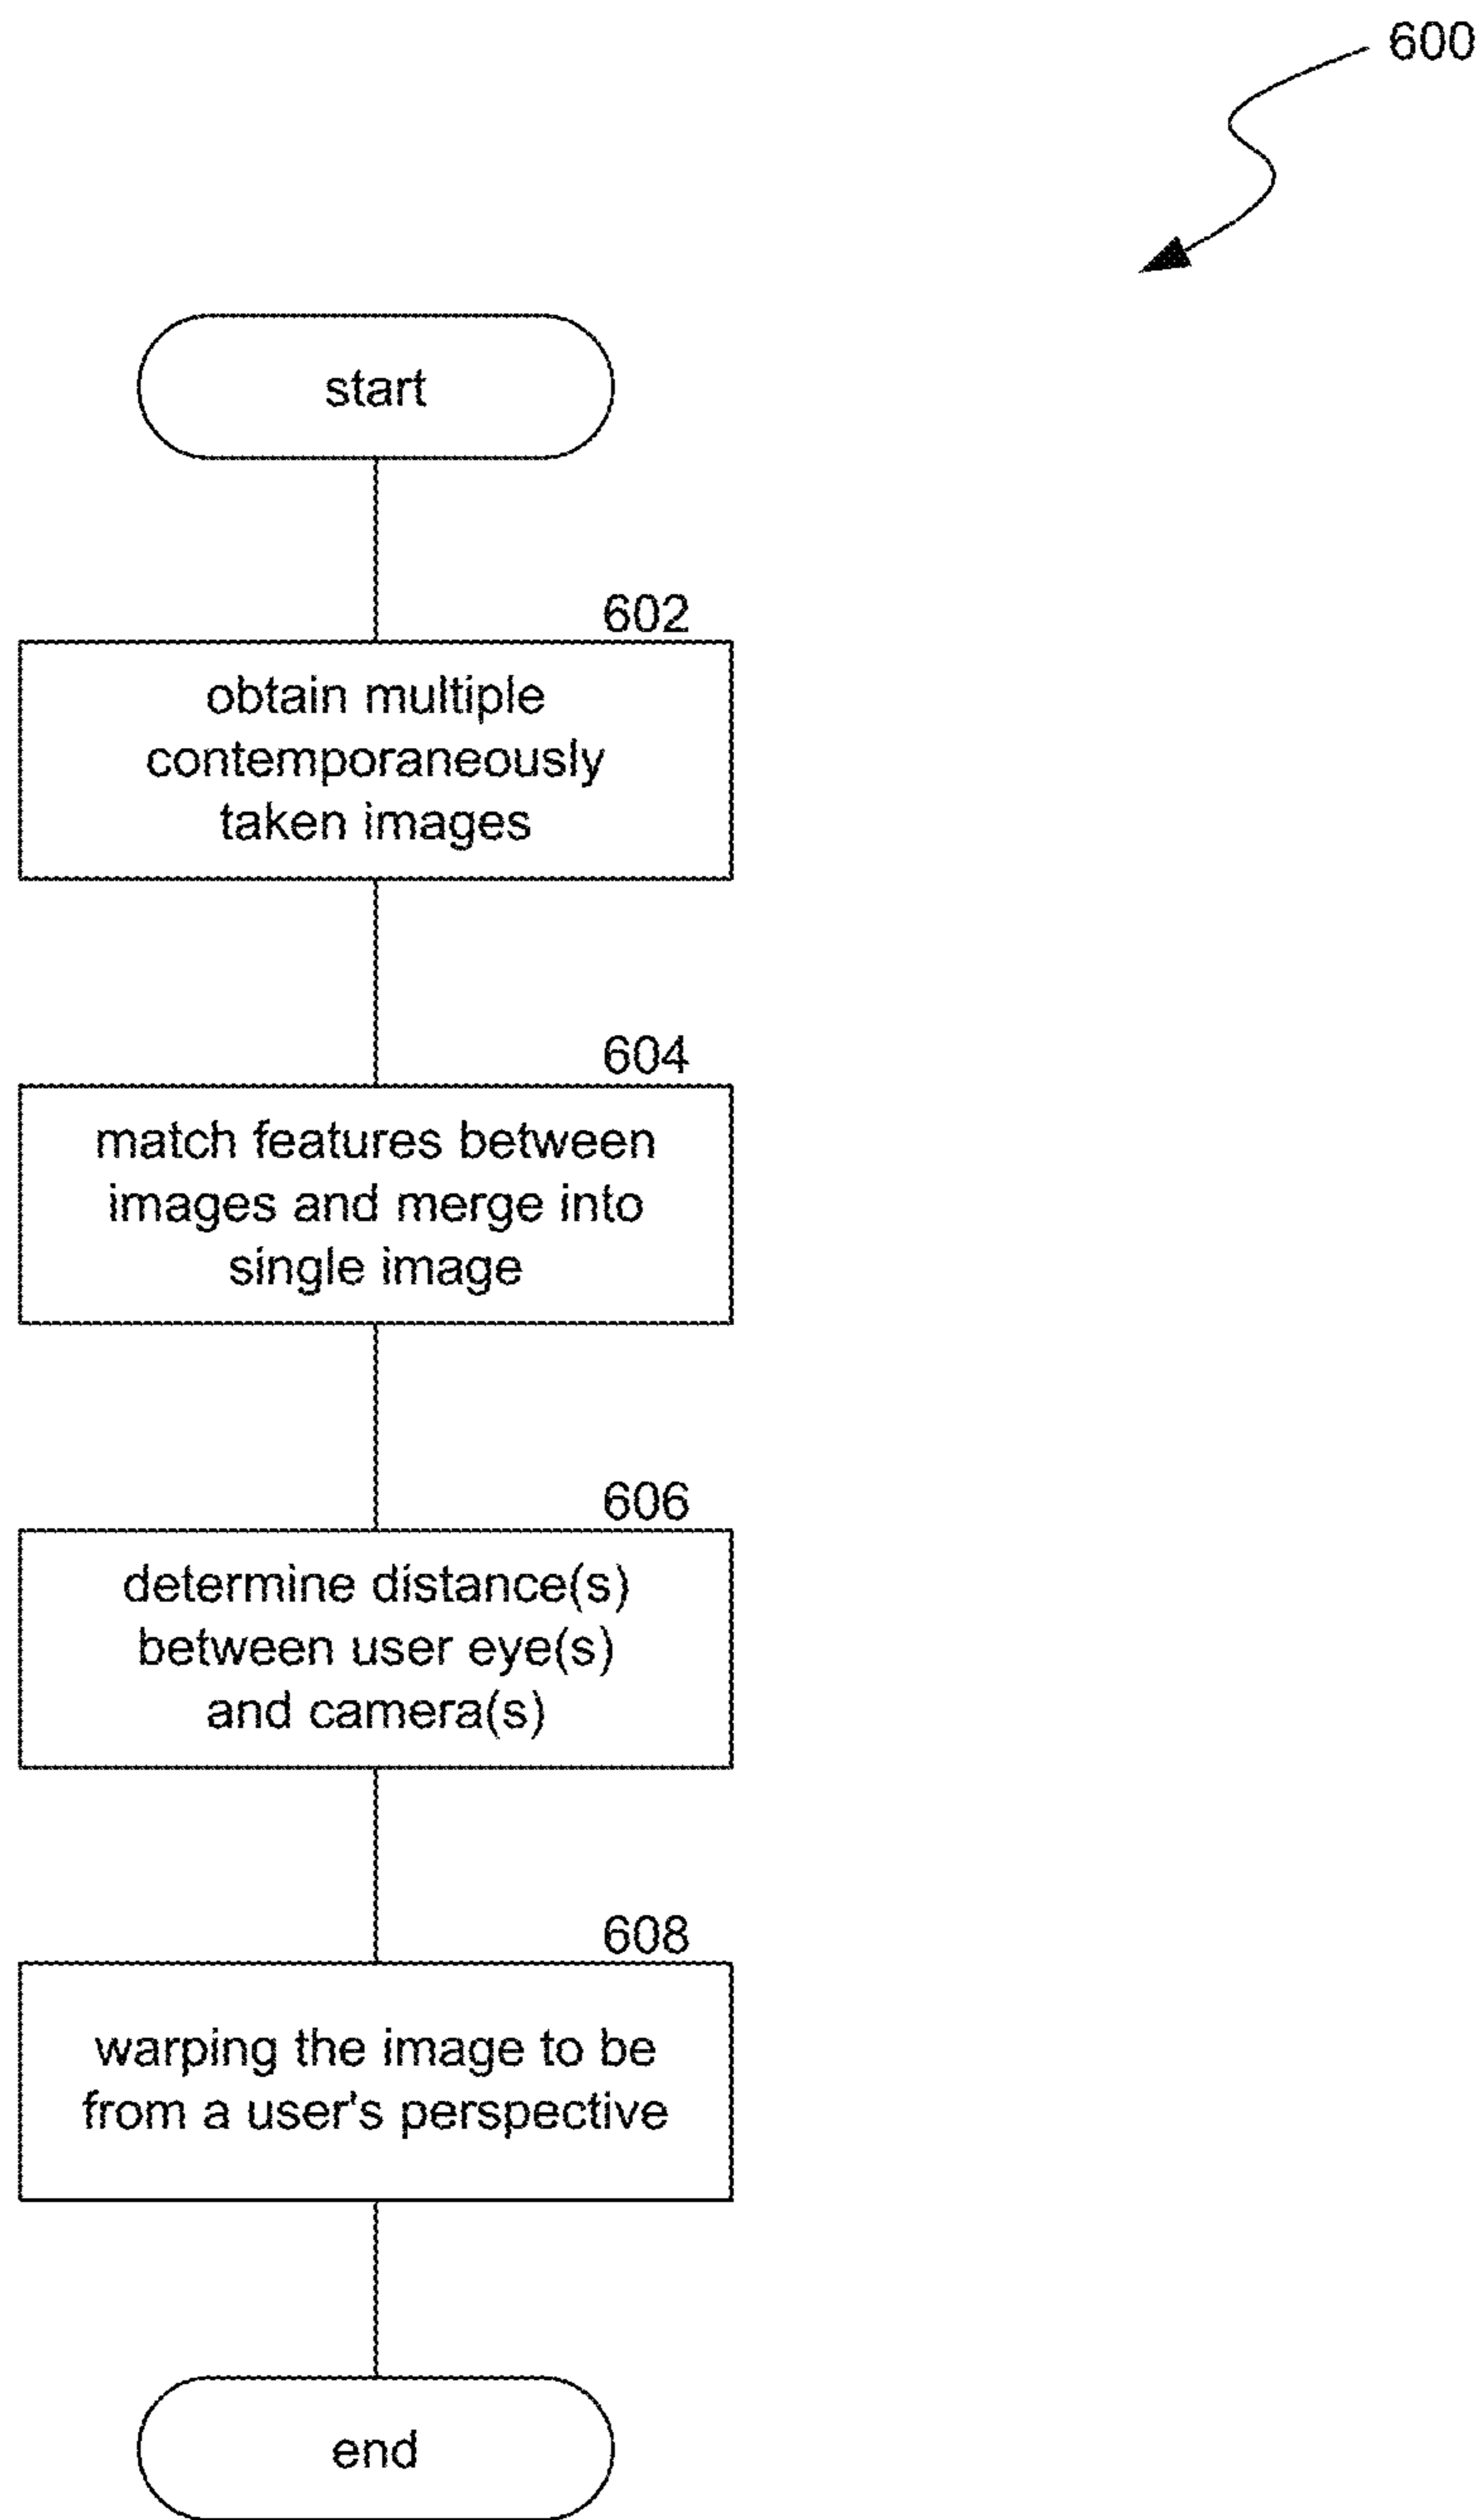 600
start
602
obtain multiple
contemporaneously
taken images
604
match features between
images and merge into
single image
606
determine distance(s)
between user eye(s)
and camera(s)
608
warping the image to be
from a user's perspective
end